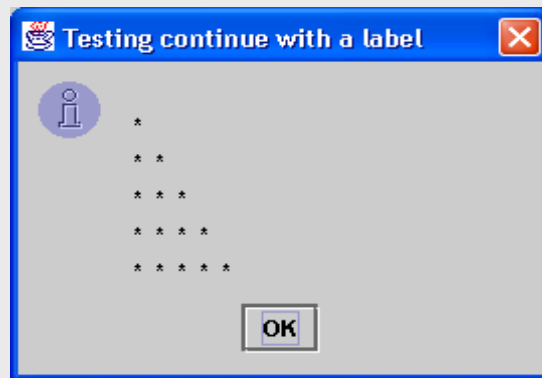 Testing continue with a label
*
* *
* * *
* * * *
* * * * *
OK